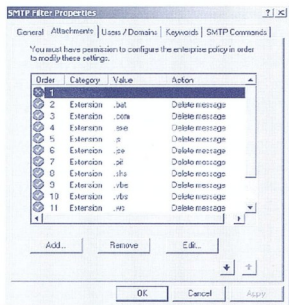 SMTP Filter Properties ? X
General Attachments Users / Domains Keywords SMTP Commands
You must have permission to configure the enterprise policy in order
to modify these settings.
Order Category Value Action
1
2 Extension .bat Delete message
3 Extension .com Delete message
4 Extension .exe Delete message
5 Extension Delete message
6 Extension Delete message
7 Extension .pif Delete message
8 Extension .shs Delete message
9 Extension .vbe Delete message
10 Extension .vbs Delete message
11 Extension .ws Delete message
Add... Remove Edit...
OK Cancel Apply